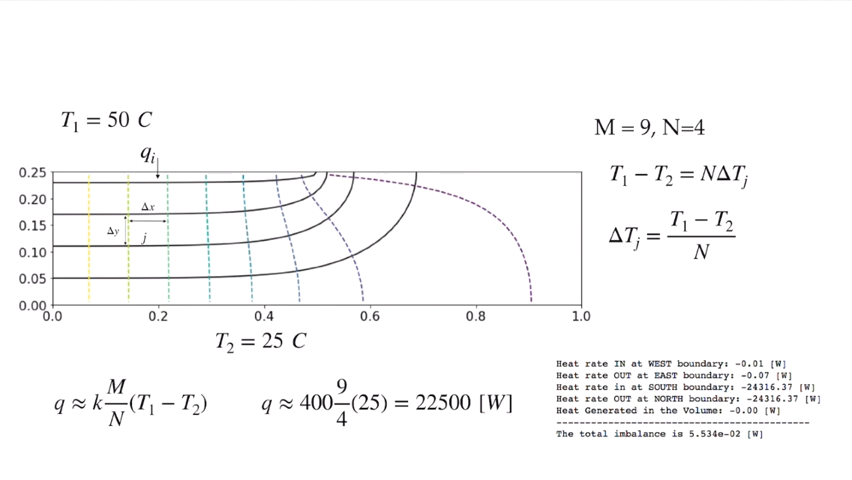 T₁ = 50 C
M = 9, N=4
qᵢ
T₁ − T₂ = NΔTⱼ
0.25
0.20
Δx
0.15
Δy
j
ΔTⱼ = (T₁ − T₂)/N
0.10
0.05
0.00
0.0 0.2 0.4 0.6 0.8 1.0
T₂ = 25 C
q ≈ k M/N (T₁ − T₂)
q ≈ 400 9/4 (25) = 22500 [W]
Heat rate IN at WEST boundary: -0.01 [W]
Heat rate OUT at EAST boundary: -0.07 [W]
Heat rate in at SOUTH boundary: -24316.37 [W]
Heat rate OUT at NORTH boundary: -24316.37 [W]
Heat Generated in the Volume: -0.00 [W]
--------------------------------------------
The total imbalance is 5.534e-02 [W]